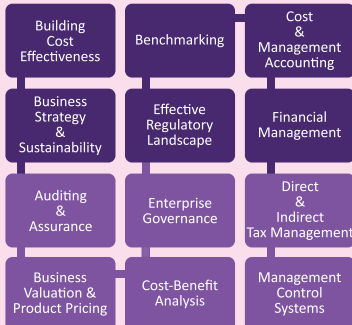 Building
Cost
Effectiveness
Benchmarking
Cost
&
Management
Accounting
Business
Strategy
&
Sustainability
Effective
Regulatory
Landscape
Financial
Management
Auditing
&
Assurance
Enterprise
Governance
Direct
&
Indirect
Tax Management
Business
Valuation &
Product Pricing
Cost-Benefit
Analysis
Management
Control
Systems